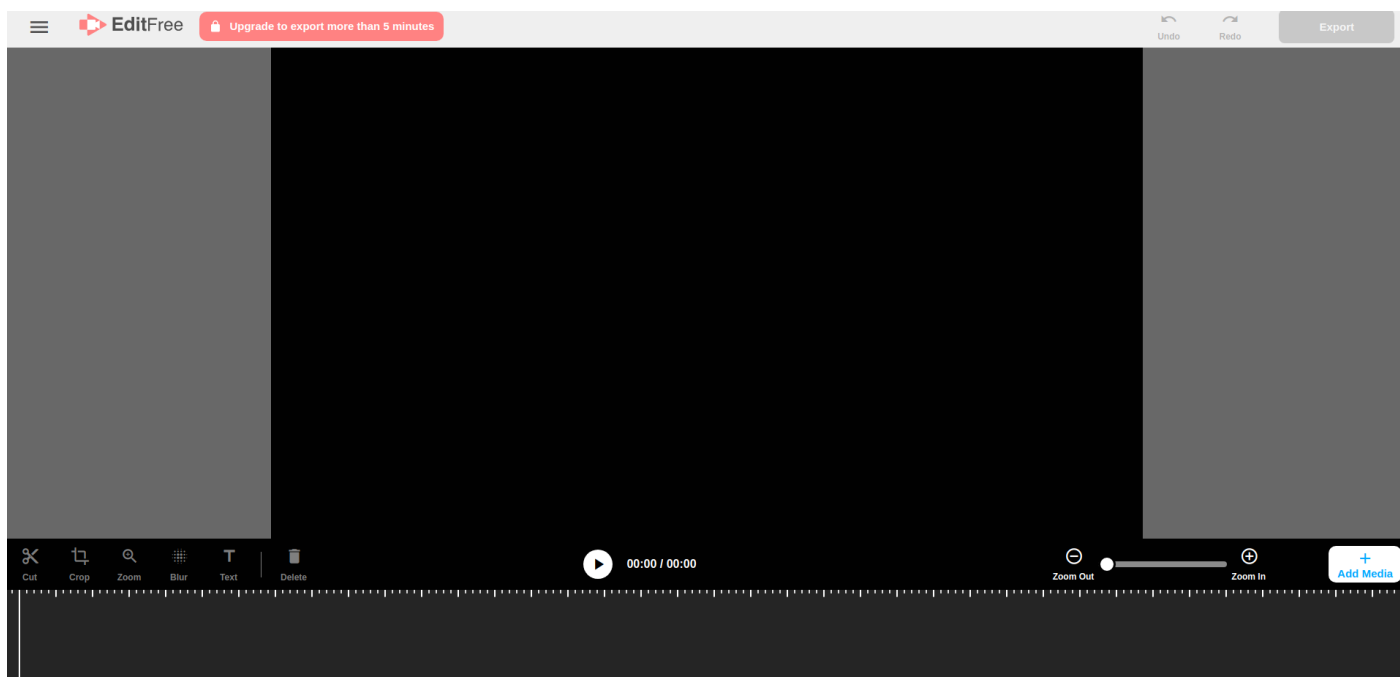 EditFree
Upgrade to export more than 5 minutes
Undo
Redo
Export
Cut
Crop
Zoom
Blur
Text
Delete
00:00 / 00:00
Zoom Out
Zoom In
+
Add Media